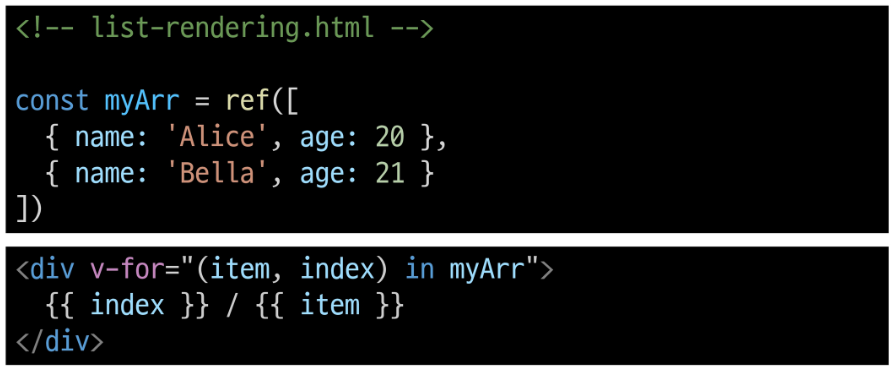 <!-- list-rendering.html -->
const myArr = ref([
  { name: 'Alice', age: 20 },
  { name: 'Bella', age: 21 }
])
<div v-for="(item, index) in myArr">
  {{ index }} / {{ item }}
</div>